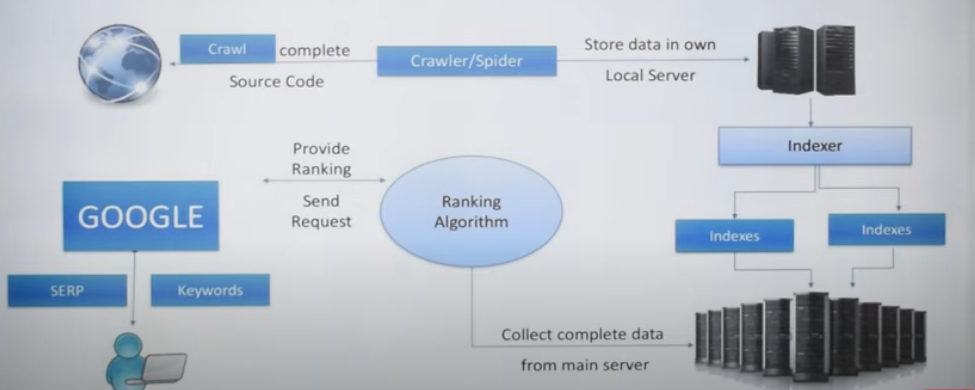 Crawl complete
Source Code
Crawler/Spider
Store data in own
Local Server
Indexer
Indexes
Indexes
Provide
Ranking
Send
Request
Ranking
Algorithm
GOOGLE
SERP
Keywords
Collect complete data
from main server